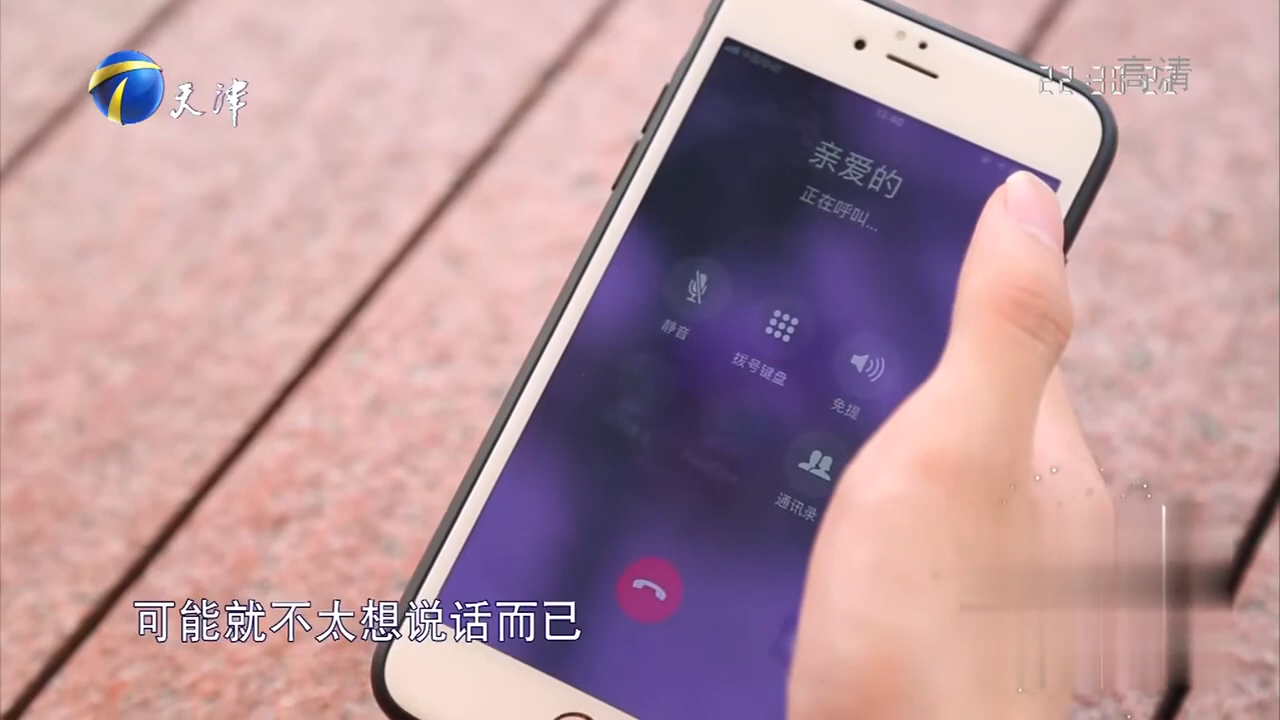 天津
高清
亲爱的
正在呼叫...
静音
拨号键盘
免提
通讯录
可能就不太想说话而已